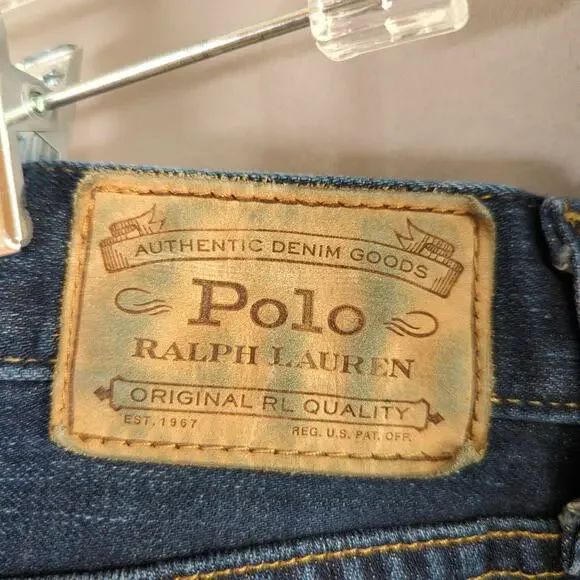 AUTHENTIC DENIM GOODS
Polo
RALPH LAUREN
ORIGINAL RL QUALITY
EST. 1967 REG. U.S. PAT. OFF.